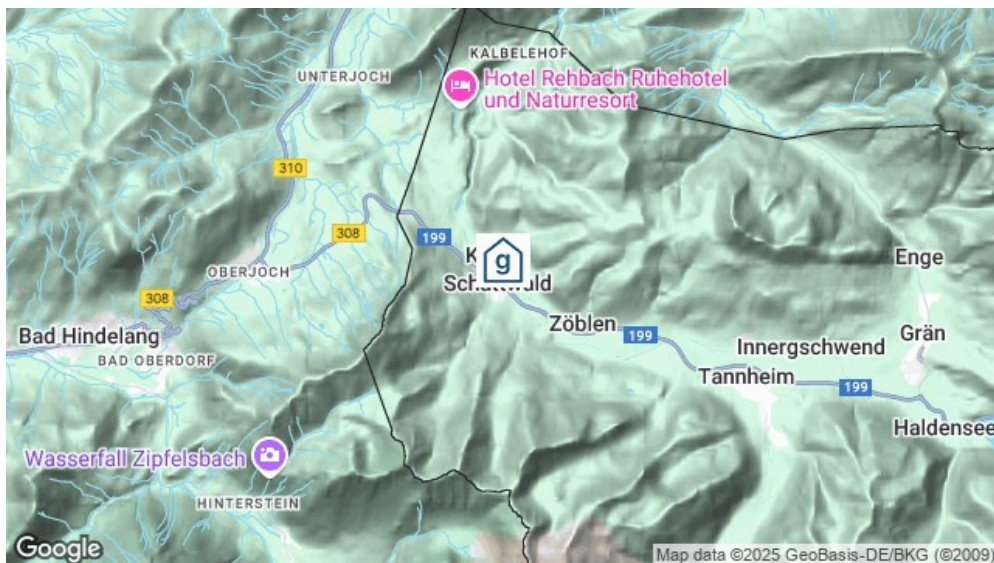 KALBELEHOF
UNTERJOCH
Hotel Rehbach Ruhehotel
und Naturresort
310
308
199
g
Enge
OBERJOCH
Schattwald
308
Zöblen
199
Grän
Bad Hindelang
Innergschwend
BAD OBERDORF
Tannheim
199
Haldensee
Wasserfall Zipfelsbach
HINTERSTEIN
Google
Map data ©2025 GeoBasis-DE/BKG (©2009)